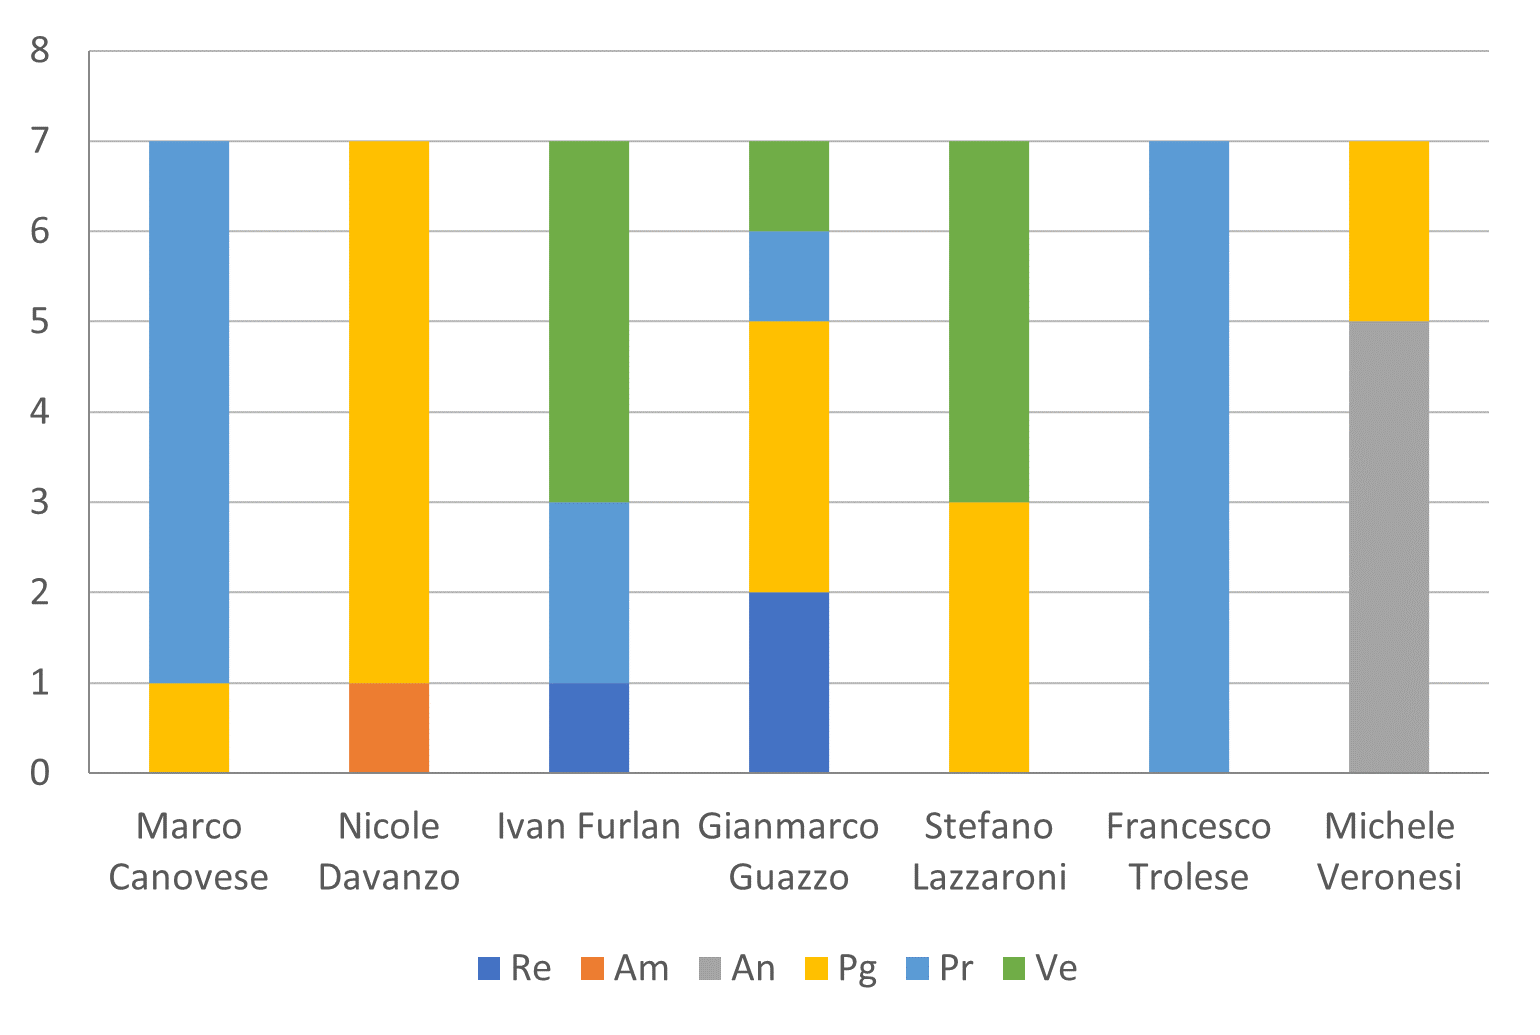 8
7
6
5
4
3
2
1
0
Marco Canovese
Nicole Davanzo
Ivan Furlan
Gianmarco Guazzo
Stefano Lazzaroni
Francesco Trolese
Michele Veronesi
Re Am An Pg Pr Ve